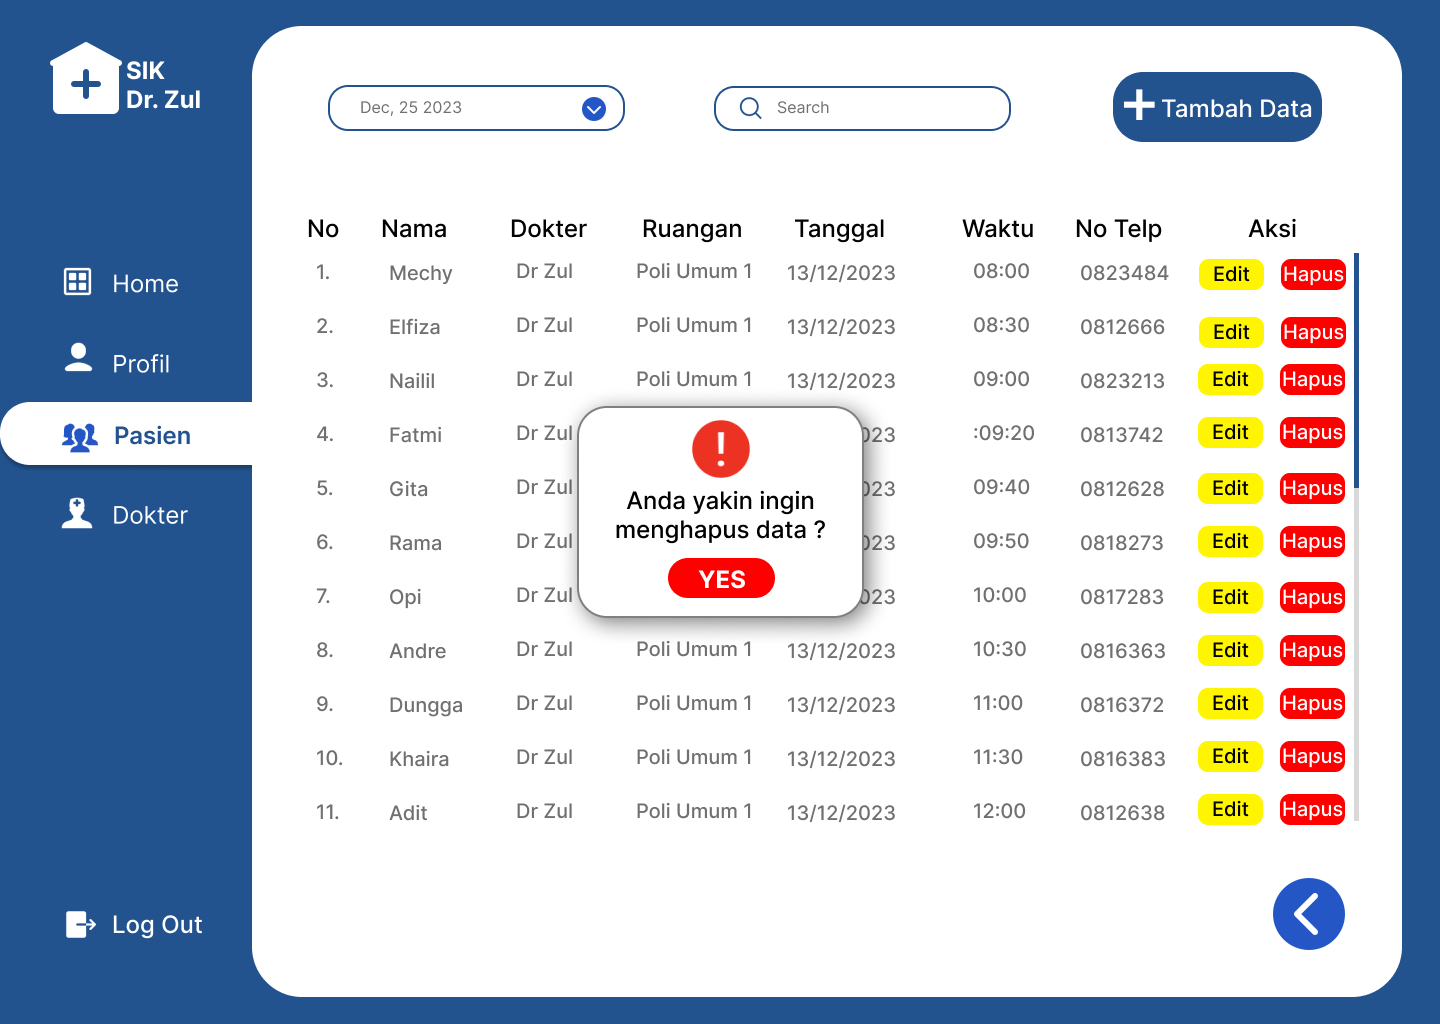 SIK
Dr. Zul
Dec, 25 2023
Search
Tambah Data
Home
Profil
Pasien
Dokter
Log Out
No Nama Dokter Ruangan Tanggal Waktu No Telp Aksi
1. Mechy Dr Zul Poli Umum 1 13/12/2023 08:00 0823484 Edit Hapus
2. Elfiza Dr Zul Poli Umum 1 13/12/2023 08:30 0812666 Edit Hapus
3. Nailil Dr Zul Poli Umum 1 13/12/2023 09:00 0823213 Edit Hapus
4. Fatmi Dr Zul 23 :09:20 0813742 Edit Hapus
5. Gita Dr Zul 23 09:40 0812628 Edit Hapus
6. Rama Dr Zul 23 09:50 0818273 Edit Hapus
7. Opi Dr Zul 23 10:00 0817283 Edit Hapus
8. Andre Dr Zul Poli Umum 1 13/12/2023 10:30 0816363 Edit Hapus
9. Dungga Dr Zul Poli Umum 1 13/12/2023 11:00 0816372 Edit Hapus
10. Khaira Dr Zul Poli Umum 1 13/12/2023 11:30 0816383 Edit Hapus
11. Adit Dr Zul Poli Umum 1 13/12/2023 12:00 0812638 Edit Hapus
Anda yakin ingin
menghapus data ?
YES